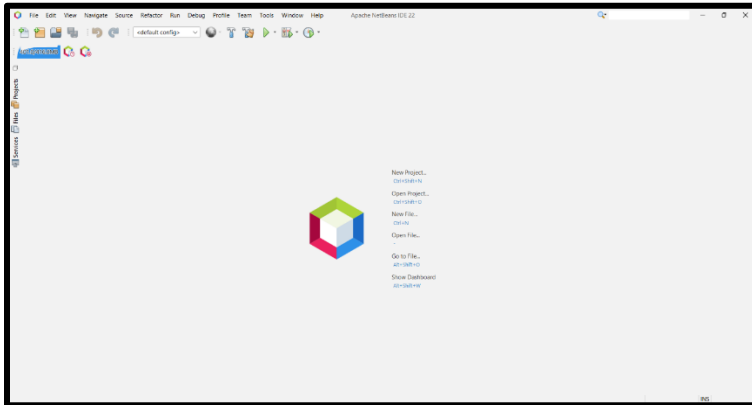 File Edit View Navigate Source Refactor Run Debug Profile Team Tools Window Help Apache NetBeans IDE 22
<default config>
Projects
Files
Services
New Project...
Ctrl+Shift+N
Open Project...
Ctrl+Shift+O
New File...
Ctrl+N
Open File...
-
Go to File...
Alt+Shift+O
Show Dashboard
Alt+Shift+W
INS